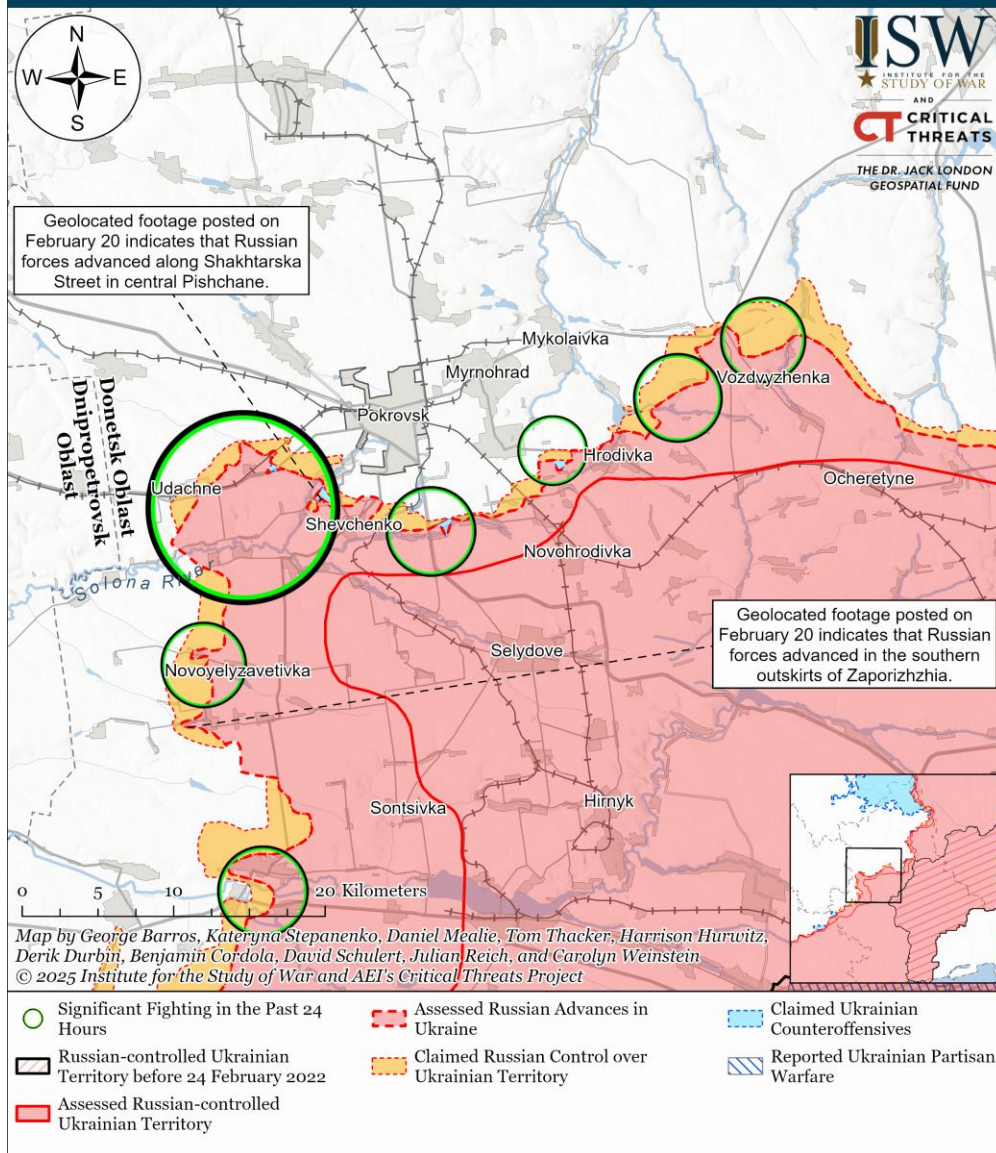 N
W E
S
ISW
INSTITUTE FOR THE
STUDY OF WAR
AND
CT CRITICAL
THREATS
THE DR. JACK LONDON
GEOSPATIAL FUND
Geolocated footage posted on
February 20 indicates that Russian
forces advanced along Shakhtarska
Street in central Pishchane.
Mykolaivka
Myrnohrad
Vozdvyzhenka
Pokrovsk
Donetsk Oblast
Dnipropetrovsk
Oblast
Hrodivka
Ocheretyne
Udachne
Shevchenko
Novohrodivka
Solona River
Geolocated footage posted on
February 20 indicates that Russian
forces advanced in the southern
outskirts of Zaporizhzhia.
Selydove
Novoyelyzavetivka
Sontsivka
Hirnyk
0 5 10 20 Kilometers
Map by George Barros, Kateryna Stepanenko, Daniel Mealie, Tom Thacker, Harrison Hurwitz,
Derik Durbin, Benjamin Cordola, David Schulert, Julian Reich, and Carolyn Weinstein
© 2025 Institute for the Study of War and AEI's Critical Threats Project
Significant Fighting in the Past 24
Hours
Russian-controlled Ukrainian
Territory before 24 February 2022
Assessed Russian-controlled
Ukrainian Territory
Assessed Russian Advances in
Ukraine
Claimed Russian Control over
Ukrainian Territory
Claimed Ukrainian
Counteroffensives
Reported Ukrainian Partisan
Warfare